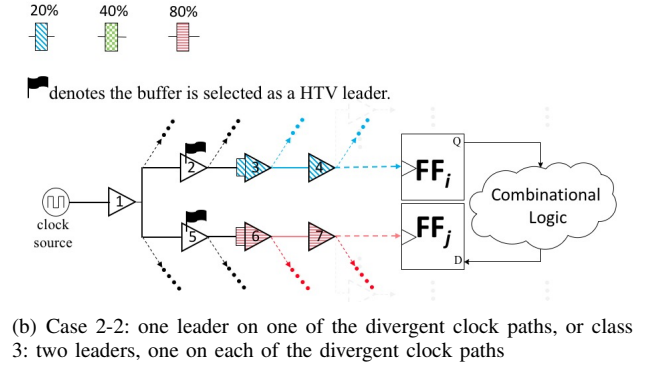 20% 40% 80%
denotes the buffer is selected as a HTV leader.
1
2
3
4
5
6
7
clock
source
FFi
Q
FFj
D
Combinational
Logic
(b) Case 2-2: one leader on one of the divergent clock paths, or class
3: two leaders, one on each of the divergent clock paths